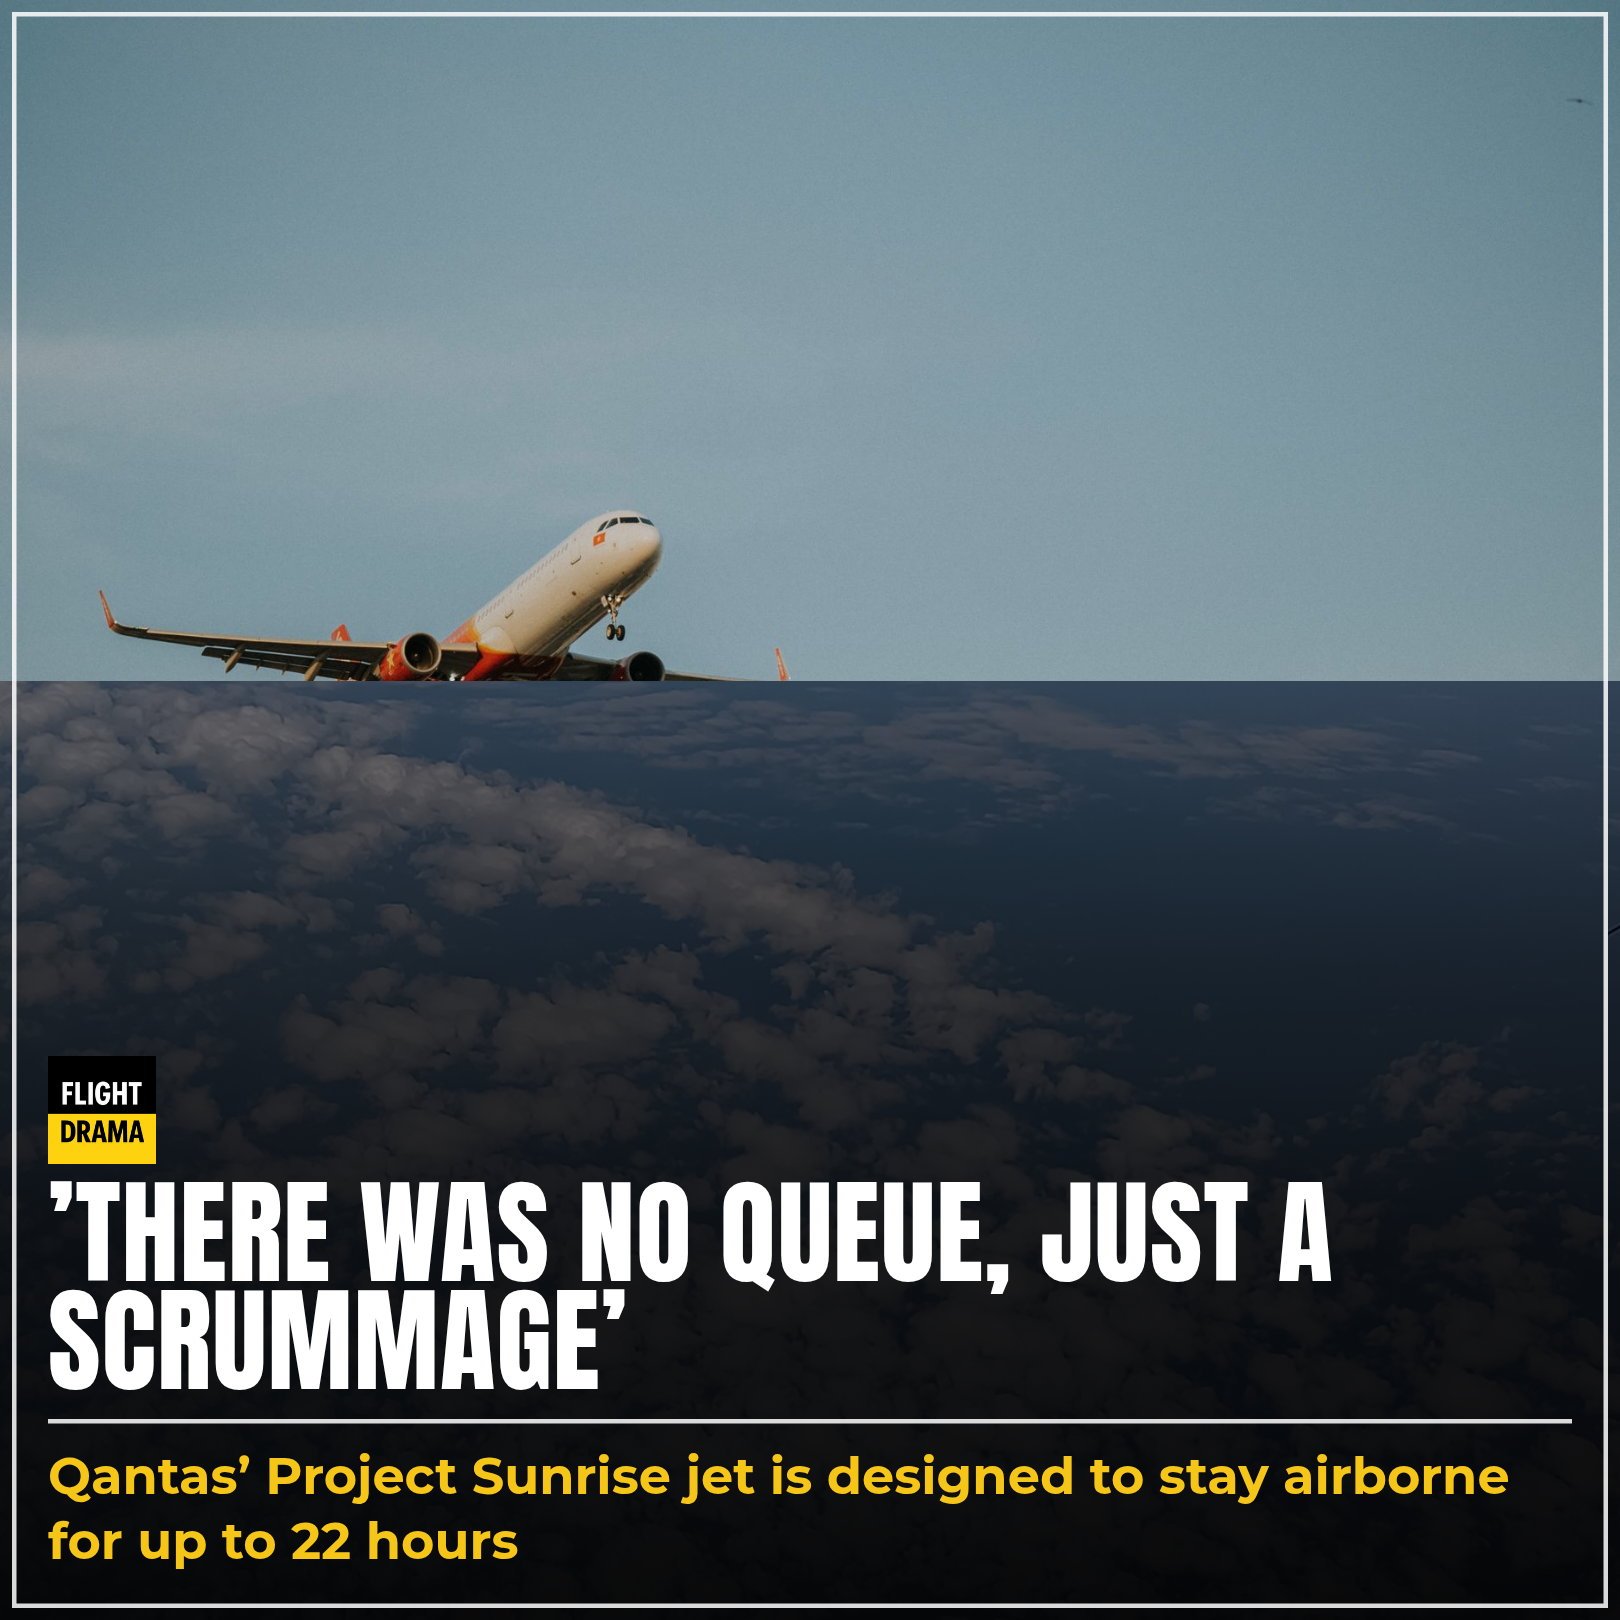 FLIGHT
DRAMA
’THERE WAS NO QUEUE, JUST A
SCRUMMAGE’
Qantas’ Project Sunrise jet is designed to stay airborne
for up to 22 hours